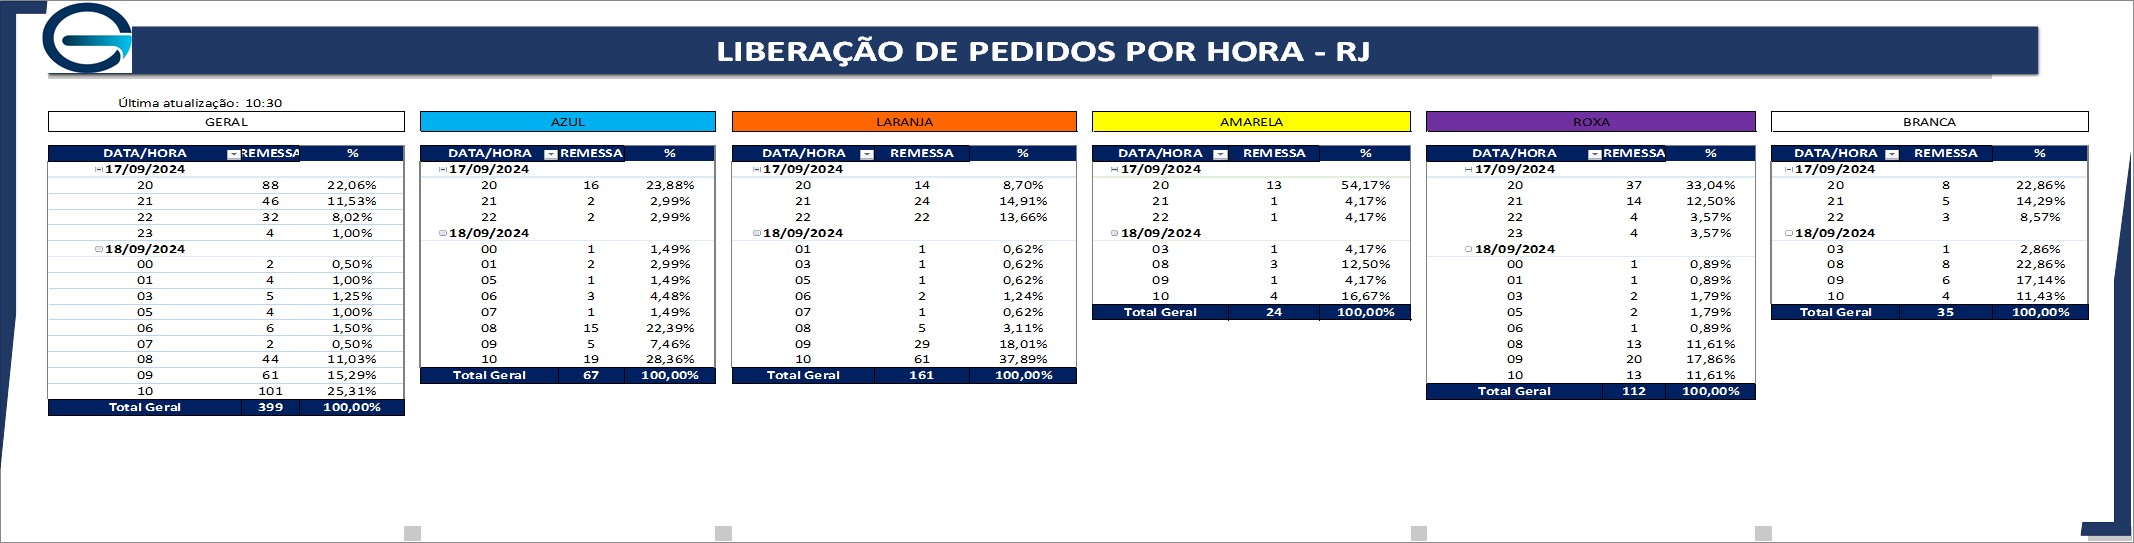 LIBERAÇÃO DE PEDIDOS POR HORA - RJ
Última atualização: 10:30
GERAL
DATA/HORA REMESSA %
17/09/2024
20 88 22,06%
21 46 11,53%
22 32 8,02%
23 4 1,00%
18/09/2024
00 2 0,50%
01 4 1,00%
03 5 1,25%
05 4 1,00%
06 6 1,50%
07 2 0,50%
08 44 11,03%
09 61 15,29%
10 101 25,31%
Total Geral 399 100,00%
AZUL
DATA/HORA REMESSA %
17/09/2024
20 16 23,88%
21 2 2,99%
22 2 2,99%
18/09/2024
00 1 1,49%
01 2 2,99%
05 1 1,49%
06 3 4,48%
07 1 1,49%
08 15 22,39%
09 5 7,46%
10 19 28,36%
Total Geral 67 100,00%
LARANJA
DATA/HORA REMESSA %
17/09/2024
20 14 8,70%
21 24 14,91%
22 22 13,66%
18/09/2024
01 1 0,62%
03 1 0,62%
05 1 0,62%
06 2 1,24%
07 1 0,62%
08 5 3,11%
09 29 18,01%
10 61 37,89%
Total Geral 161 100,00%
AMARELA
DATA/HORA REMESSA %
17/09/2024
20 13 54,17%
21 1 4,17%
22 1 4,17%
18/09/2024
03 1 4,17%
08 3 12,50%
09 1 4,17%
10 4 16,67%
Total Geral 24 100,00%
ROXA
DATA/HORA REMESSA %
17/09/2024
20 37 33,04%
21 14 12,50%
22 4 3,57%
23 4 3,57%
18/09/2024
00 1 0,89%
01 1 0,89%
03 2 1,79%
05 2 1,79%
06 1 0,89%
08 13 11,61%
09 20 17,86%
10 13 11,61%
Total Geral 112 100,00%
BRANCA
DATA/HORA REMESSA %
17/09/2024
20 8 22,86%
21 5 14,29%
22 3 8,57%
18/09/2024
03 1 2,86%
08 8 22,86%
09 6 17,14%
10 4 11,43%
Total Geral 35 100,00%